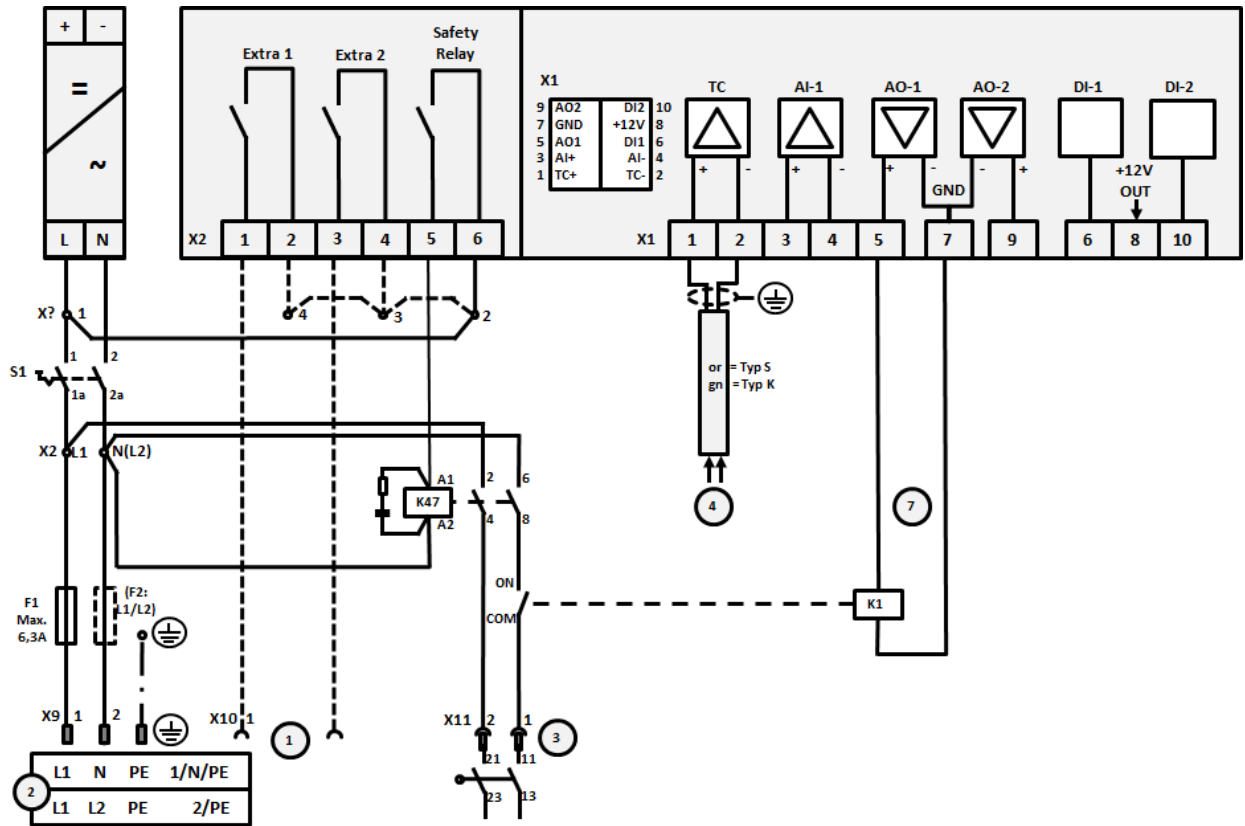 + -
=
~
L N
Extra 1
Extra 2
Safety
Relay
X2 1 2 3 4 5 6
X1
9 AO2 DI2 10
7 GND +12V 8
5 AO1 DI1 6
3 AI+ AI- 4
1 TC+ TC- 2
TC AI-1 AO-1 AO-2 DI-1 DI-2
+ - + - + - - +
GND
+12V
OUT
X1 1 2 3 4 5 7 9 6 8 10
X? 1
4 3 2
1 2
S1
1a 2a
or = Typ S
gn = Typ K
X2 L1 N(L2)
A1
K47
A2
2 6
4 8
4
7
ON
COM
K1
F1
Max.
6,3A
(F2:
L1/L2)
X9 1 2
X10 1
1
X11 2 1
3
21 11
23 13
2
L1 N PE 1/N/PE
L1 L2 PE 2/PE